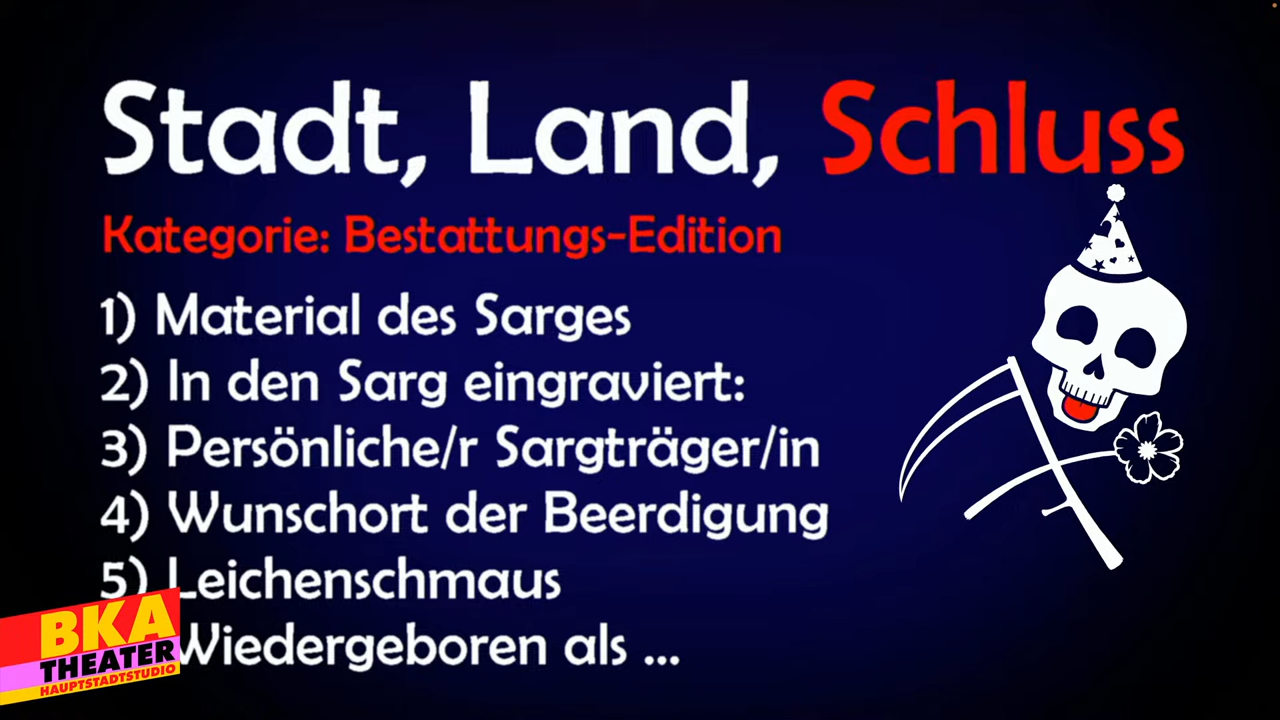 Stadt, Land, Schluss
Kategorie: Bestattungs-Edition
1) Material des Sarges
2) In den Sarg eingraviert:
3) Persönliche/r Sargträger/in
4) Wunschort der Beerdigung
5) Leichenschmaus
Wiedergeboren als ...
BKA
THEATER
HAUPTSTADTSTUDIO